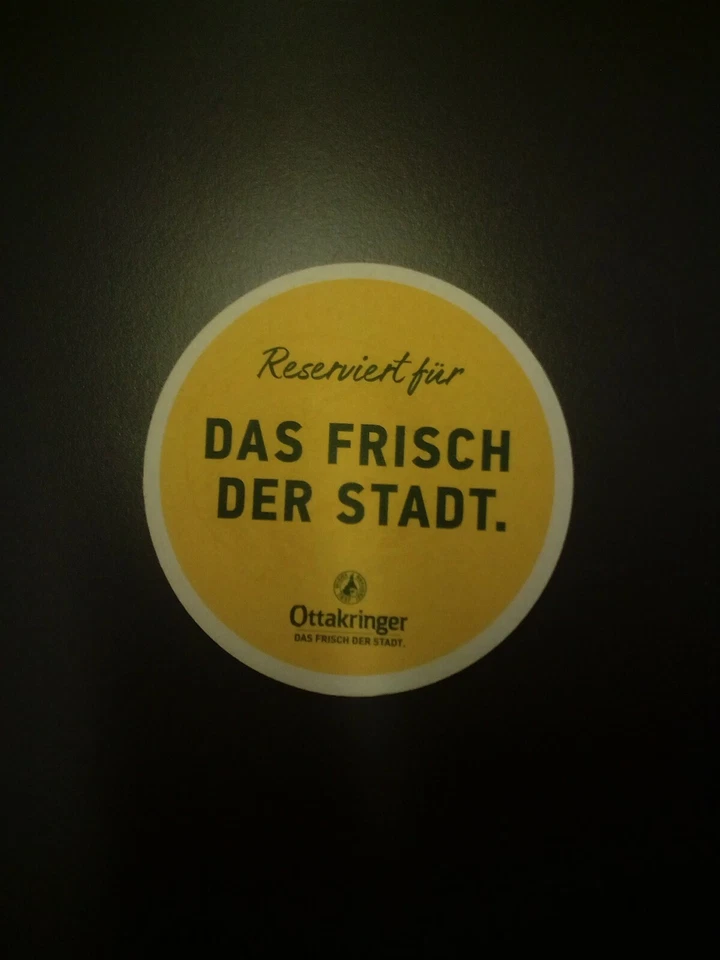 Reserviert für
DAS FRISCH
DER STADT.
Ottakringer
DAS FRISCH DER STADT.